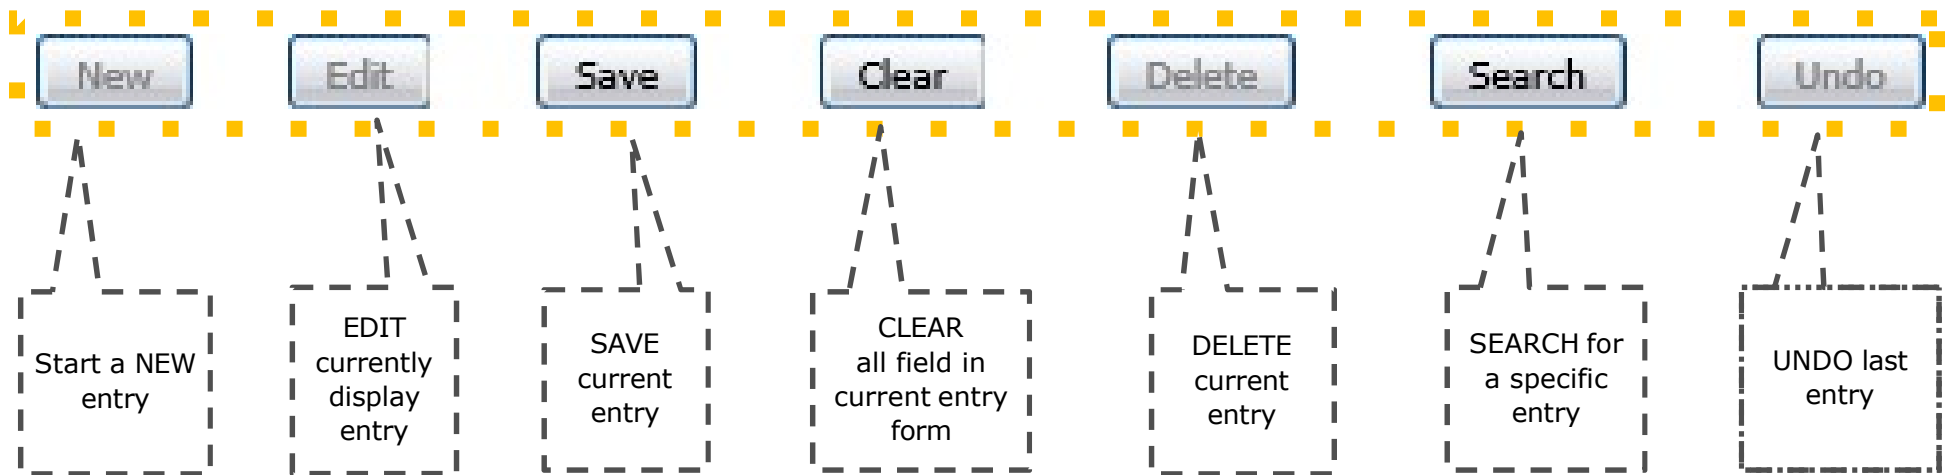 New
Edit
Save
Clear
Delete
Search
Undo
Start a NEW
entry
EDIT
currently
display
entry
SAVE
current
entry
CLEAR
all field in
current entry
form
DELETE
current
entry
SEARCH for
a specific
entry
UNDO last
entry